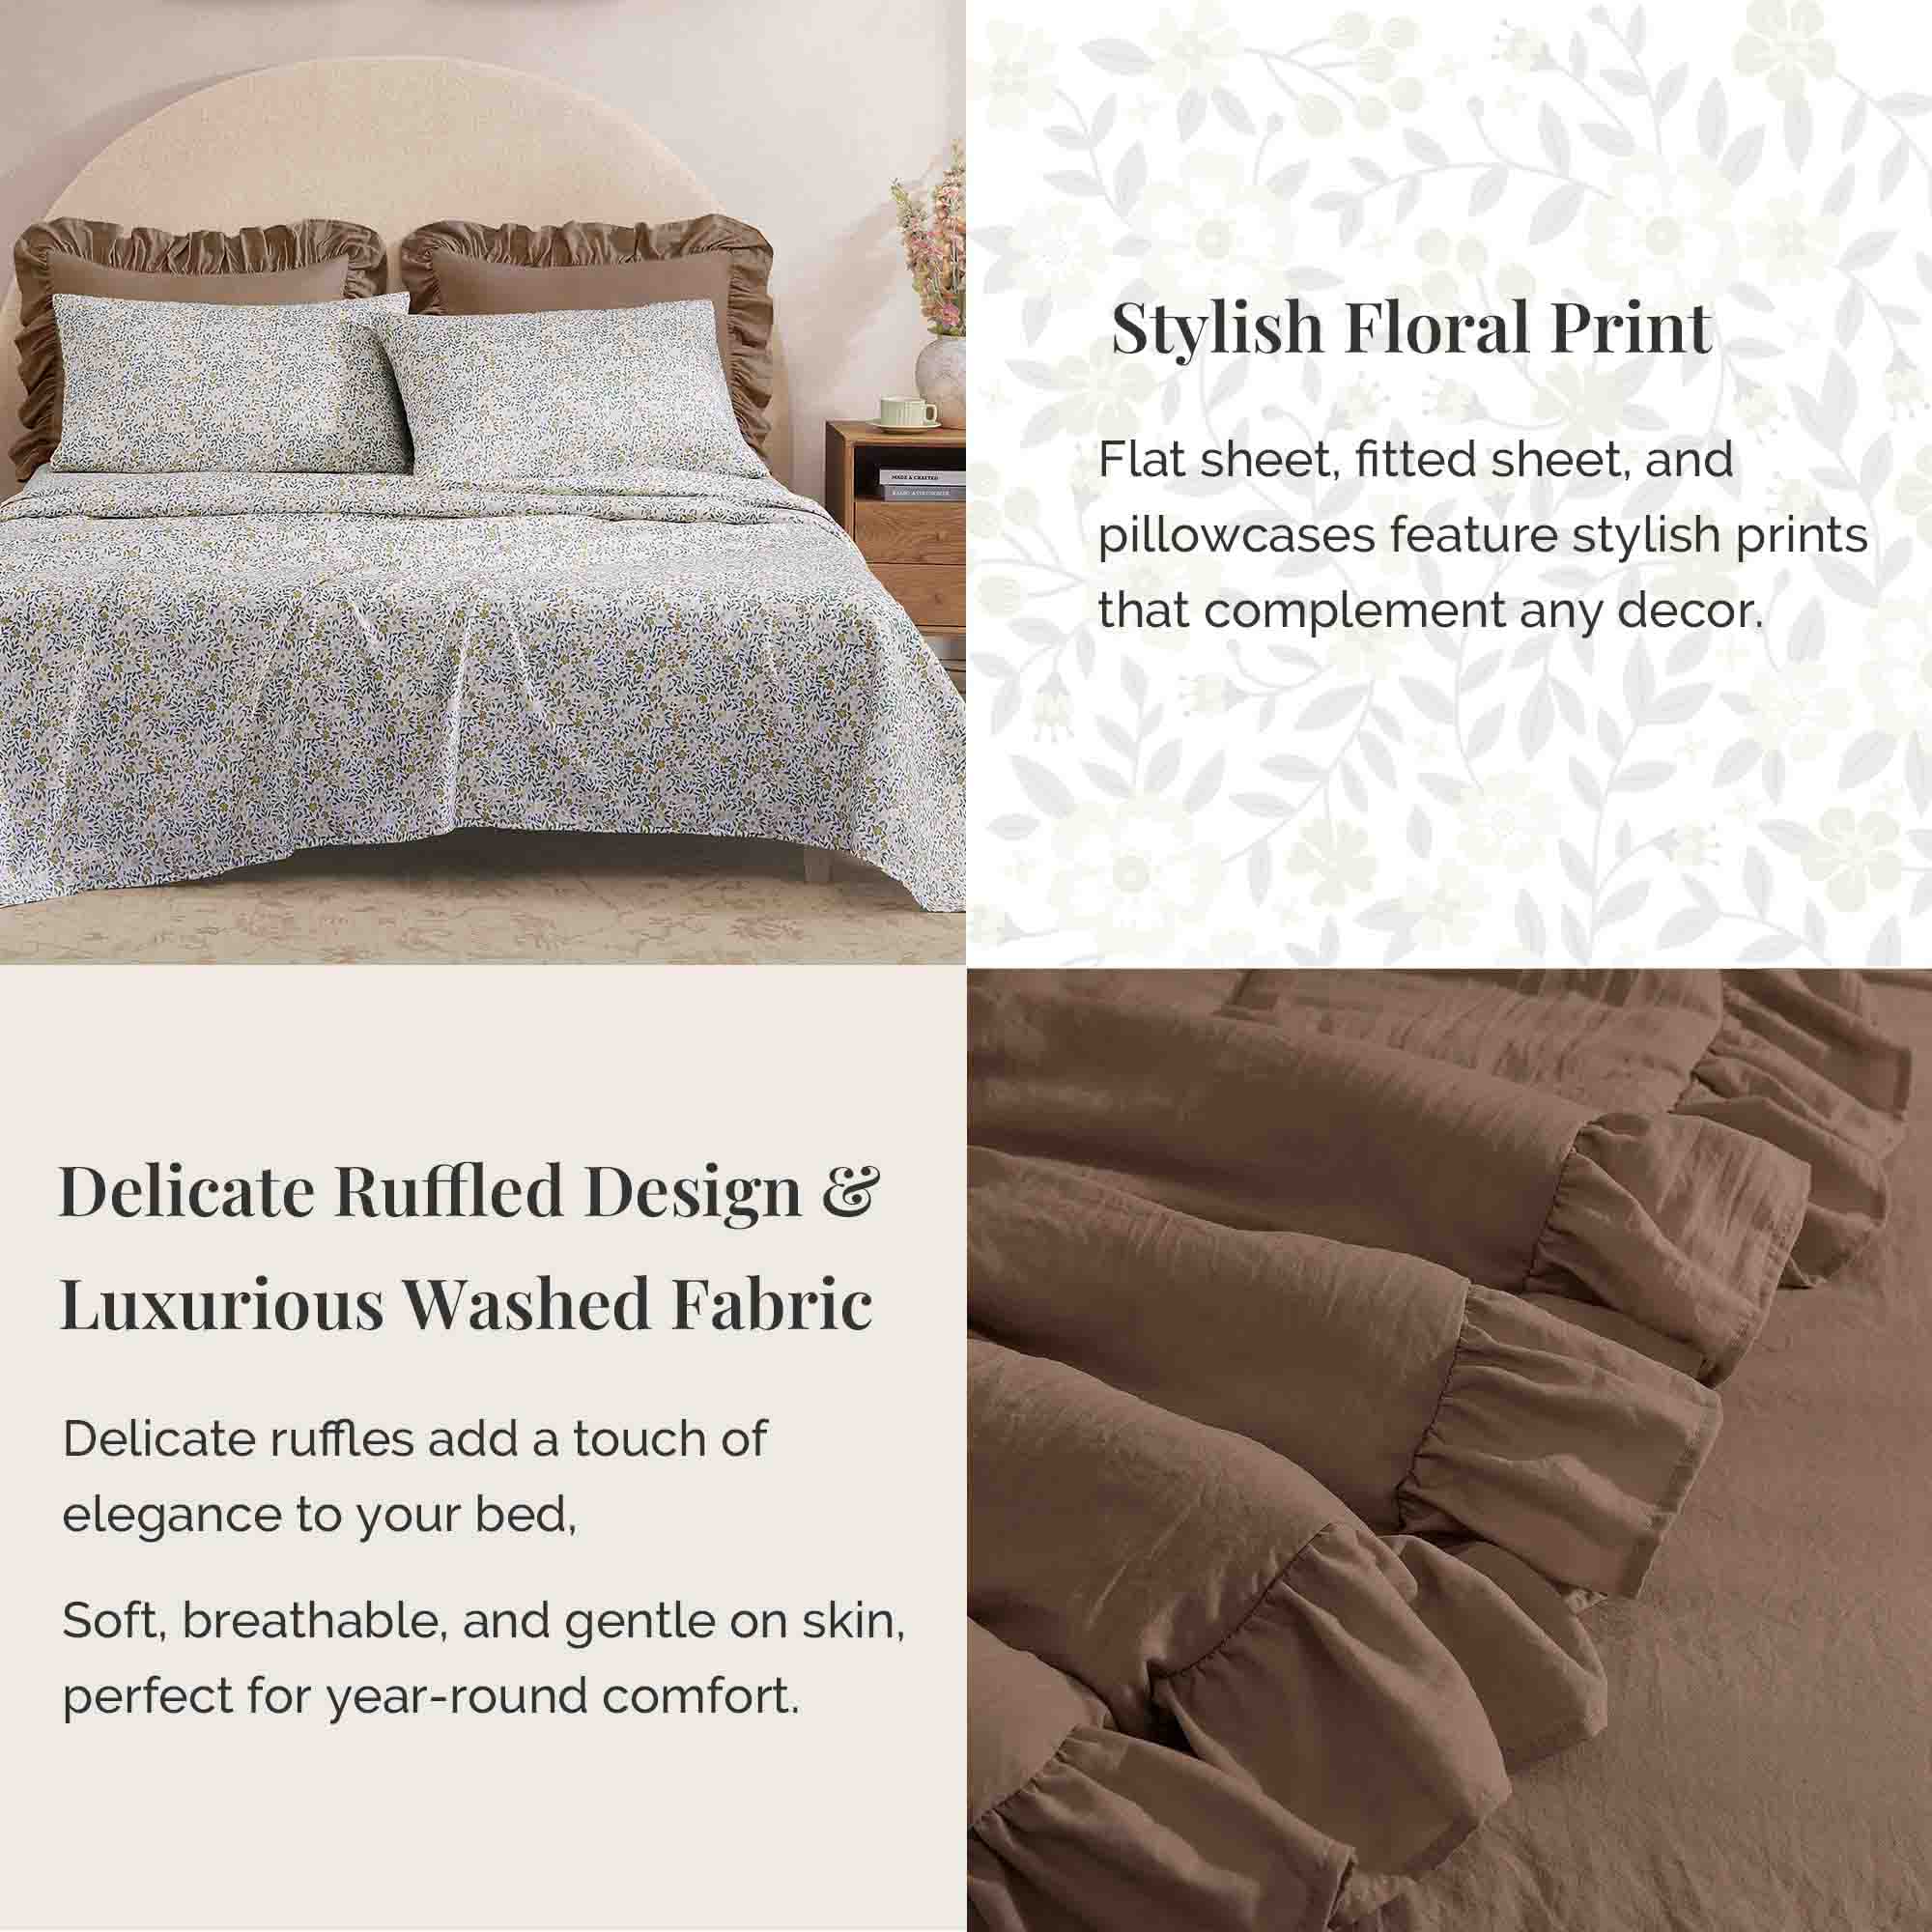 MADE & CRAFTED
Stylish Floral Print
Flat sheet, fitted sheet, and
pillowcases feature stylish prints
that complement any decor.
Delicate Ruffled Design &
Luxurious Washed Fabric
Delicate ruffles add a touch of
elegance to your bed,
Soft, breathable, and gentle on skin,
perfect for year-round comfort.